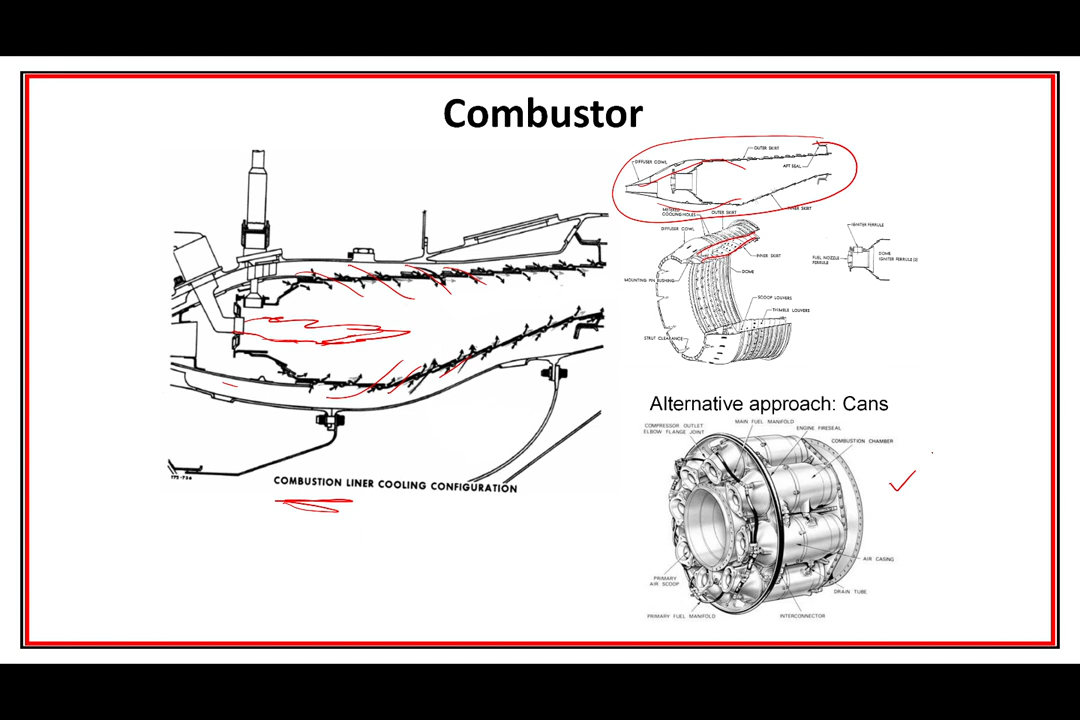 Combustor
OUTER SKIRT
DIFFUSER COWL
AFT SEAL
INNER SKIRT
METERED
COOLING HOLES
OUTER SKIRT
DIFFUSER COWL
INNER SKIRT
DOME
MOUNTING PIN BUSHING
SCOOP LOUVERS
THIMBLE LOUVERS
STRUT CLEARANCE
IGNITER FERRULE
FUEL NOZZLE
FERRULE
DOME
IGNITER FERRULE (2)
COMBUSTION LINER COOLING CONFIGURATION
Alternative approach: Cans
COMPRESSOR OUTLET
ELBOW FLANGE JOINT
MAIN FUEL MANIFOLD
ENGINE FIRESEAL
COMBUSTION CHAMBER
AIR CASING
DRAIN TUBE
INTERCONNECTOR
PRIMARY FUEL MANIFOLD
PRIMARY
AIR SCOOP